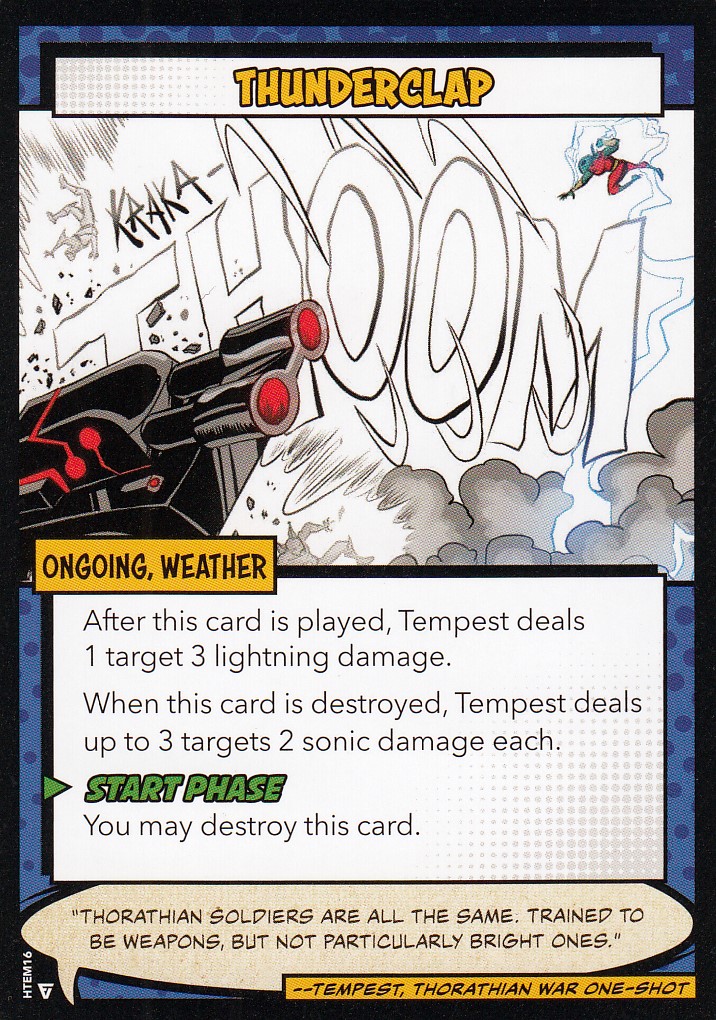 THUNDERCLAP
KRAKA-
THOOM
ONGOING, WEATHER
After this card is played, Tempest deals
1 target 3 lightning damage.
When this card is destroyed, Tempest deals
up to 3 targets 2 sonic damage each.
START PHASE
You may destroy this card.
"THORATHIAN SOLDIERS ARE ALL THE SAME. TRAINED TO
BE WEAPONS, BUT NOT PARTICULARLY BRIGHT ONES."
--TEMPEST, THORATHIAN WAR ONE-SHOT
HTEM16